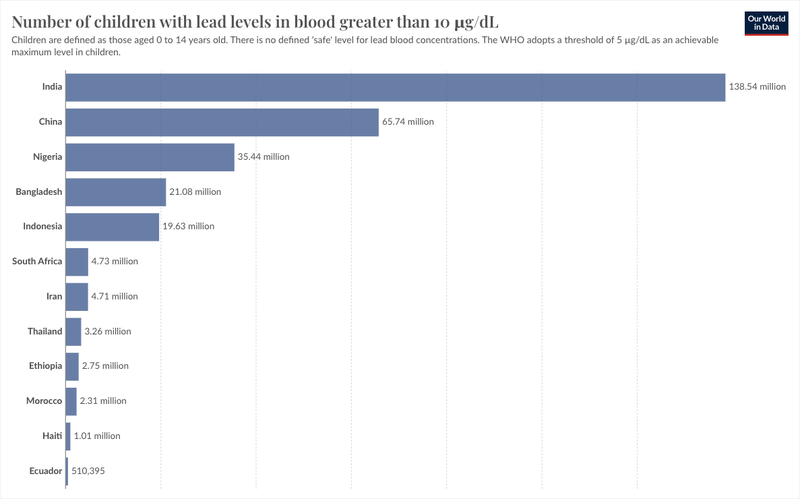 Number of children with lead levels in blood greater than 10 µg/dL
Our World
in Data
Children are defined as those aged 0 to 14 years old. There is no defined 'safe' level for lead blood concentrations. The WHO adopts a threshold of 5 µg/dL as an achievable
maximum level in children.
India 138.54 million
China 65.74 million
Nigeria 35.44 million
Bangladesh 21.08 million
Indonesia 19.63 million
South Africa 4.73 million
Iran 4.71 million
Thailand 3.26 million
Ethiopia 2.75 million
Morocco 2.31 million
Haiti 1.01 million
Ecuador 510,395